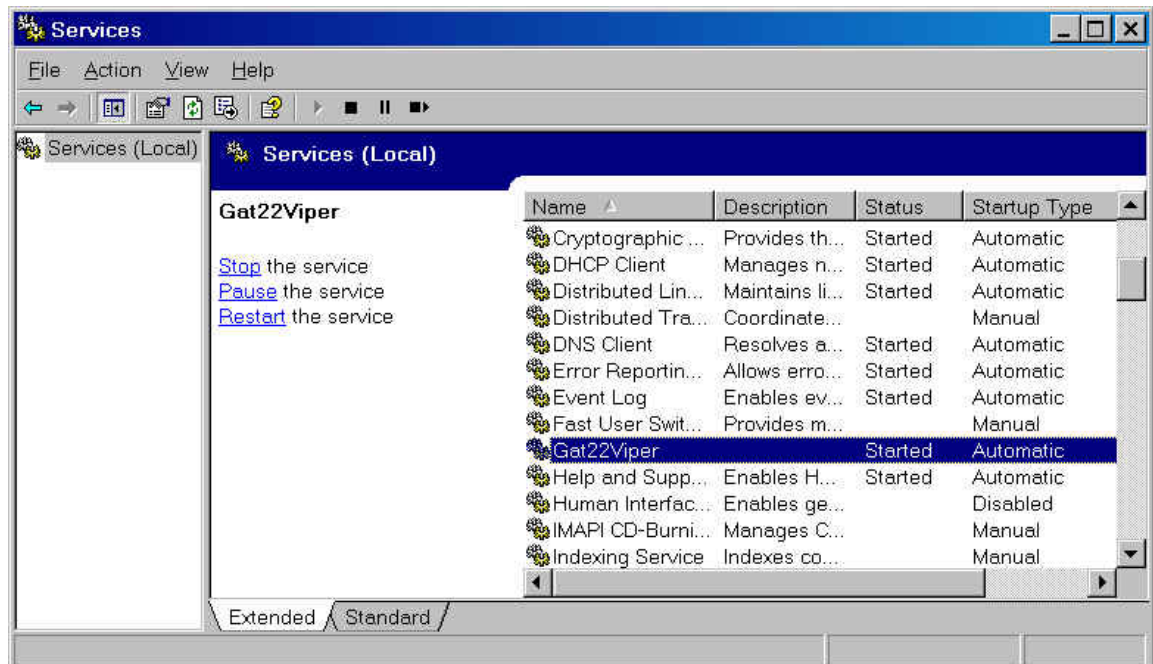 Services
File Action View Help
Services (Local)
Services (Local)
Gat22Viper
Stop the service
Pause the service
Restart the service
Name Description Status Startup Type
Cryptographic ... Provides th... Started Automatic
DHCP Client Manages n... Started Automatic
Distributed Lin... Maintains li... Started Automatic
Distributed Tra... Coordinate... Manual
DNS Client Resolves a... Started Automatic
Error Reportin... Allows erro... Started Automatic
Event Log Enables ev... Started Automatic
Fast User Swit... Provides m... Manual
Gat22Viper Started Automatic
Help and Supp... Enables H... Started Automatic
Human Interfac... Enables ge... Disabled
IMAPI CD-Burni... Manages C... Manual
Indexing Service Indexes co... Manual
Extended Standard